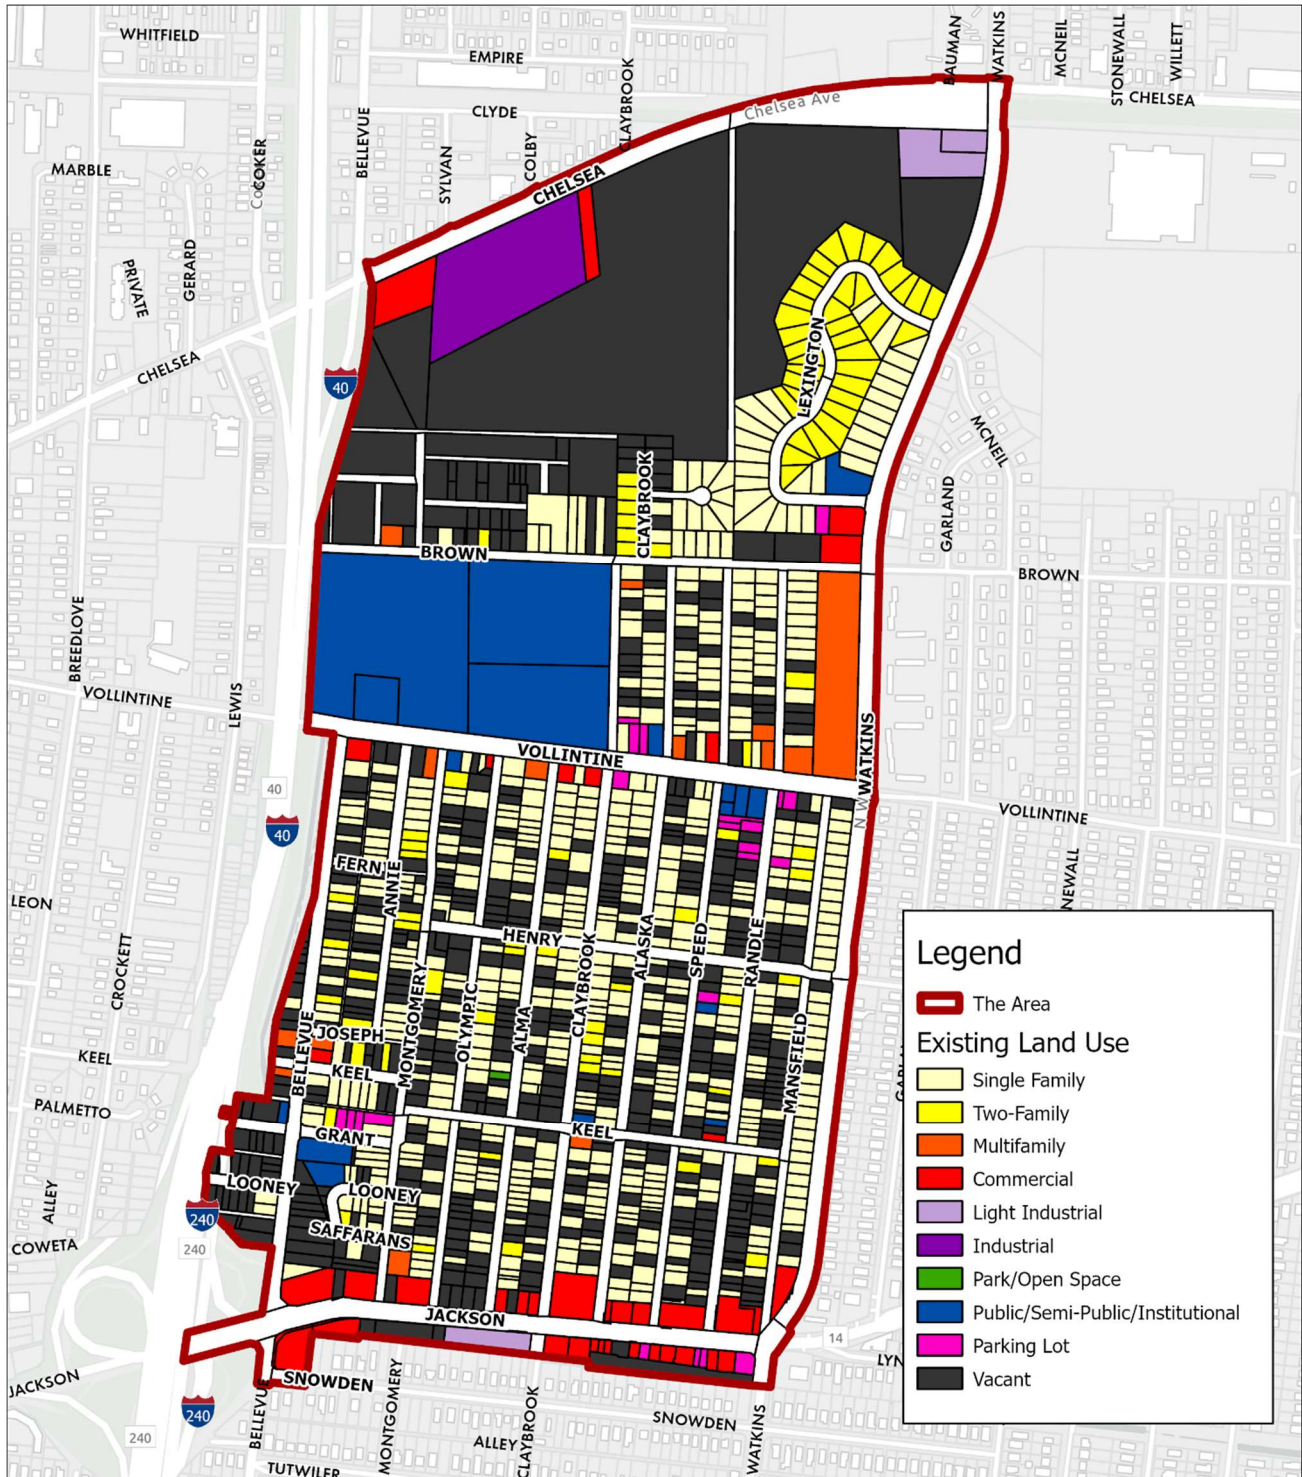 WHITFIELD
EMPIRE
CLYDE
CLAYBROOK
BAUMAN
WATKINS
MCNEIL
STONEWALL
WILLETT
CHELSEA
Chelsea Ave
MARBLE
COKER
BELLEVUE
SYLVAN
COLBY
CHELSEA
PRIVATE
GERARD
CHELSEA
40
LEXINGTON
MCNEIL
GARLAND
CLAYBROOK
BROWN
BROWN
BREEDLOVE
VOLLINTINE
LEWIS
VOLLINTINE
WATKINS
N W
40
40
VOLLINTINE
NEWALL
FERN
ANNIE
LEON
CROCKETT
HENRY
ALASKA
SPEED
RANDLE
CLAYBROOK
MONTGOMERY
OLYMPIC
ALMA
BELLEVUE
JOSEPH
KEEL
MANSFIELD
KEEL
PALMETTO
GRANT
KEEL
LOONEY
LOONEY
SAFFARANS
ALLEY
COWETA
240
240
JACKSON
14
LYN
JACKSON
SNOWDEN
240
240
BELLEVUE
MONTGOMERY
ALLEY
CLAYBROOK
SNOWDEN
WATKINS
TUTWILER
Legend
The Area
Existing Land Use
Single Family
Two-Family
Multifamily
Commercial
Light Industrial
Industrial
Park/Open Space
Public/Semi-Public/Institutional
Parking Lot
Vacant